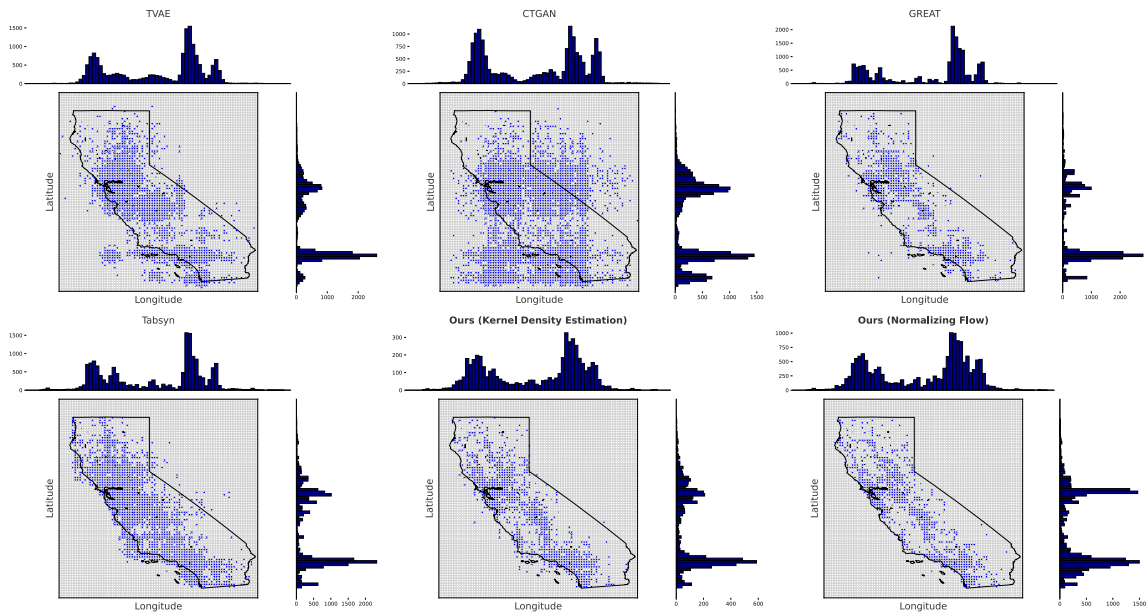 TVAE
1500
1000
500
0
Latitude
Longitude
0 1000 2000
CTGAN
1000
750
500
250
0
Latitude
Longitude
0 500 1000 1500
GREAT
2000
1000
0
Latitude
Longitude
0 1000 2000
Tabsyn
1500
1000
500
0
Latitude
Longitude
0 500 1000 1500 2000
Ours (Kernel Density Estimation)
300
200
100
0
Latitude
Longitude
0 200 400 600
Ours (Normalizing Flow)
1000
750
500
250
0
Latitude
Longitude
0 500 1000 1500